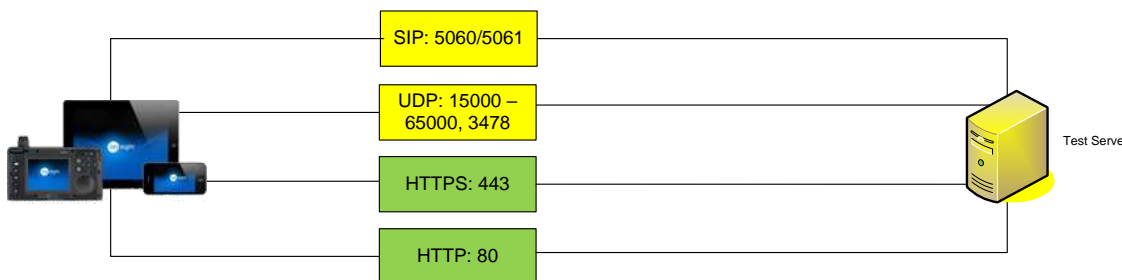 SIP: 5060/5061
UDP: 15000 –
65000, 3478
HTTPS: 443
Test Serve
HTTP: 80